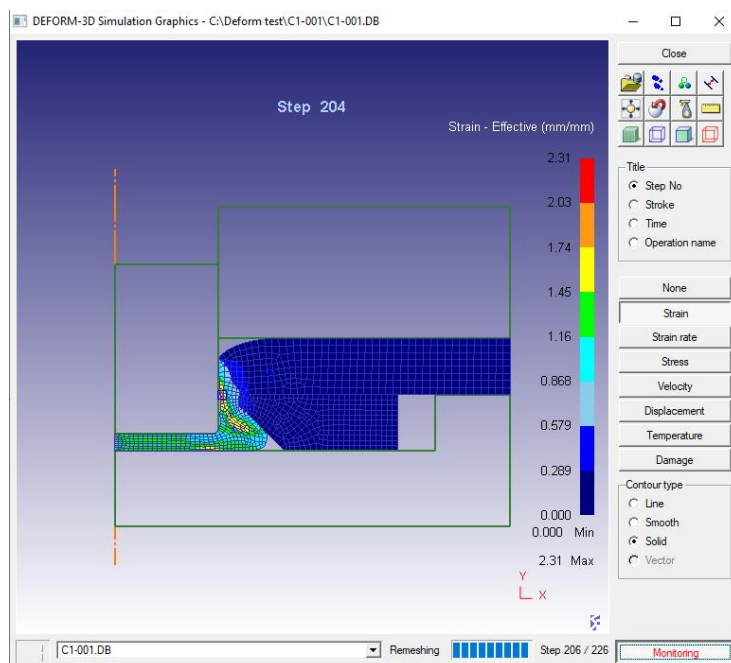 DEFORM-3D Simulation Graphics - C:\Deform test\C1-001\C1-001.DB
Close
Step 204
Strain - Effective (mm/mm)
2.31
2.03
1.74
1.45
1.16
0.868
0.579
0.289
0.000
0.000 Min
2.31 Max
Y
X
Title
Step No
Stroke
Time
Operation name
None
Strain
Strain rate
Stress
Velocity
Displacement
Temperature
Damage
Contour type
Line
Smooth
Solid
Vector
C1-001.DB
Remeshing
Step 206 / 226
Monitoring